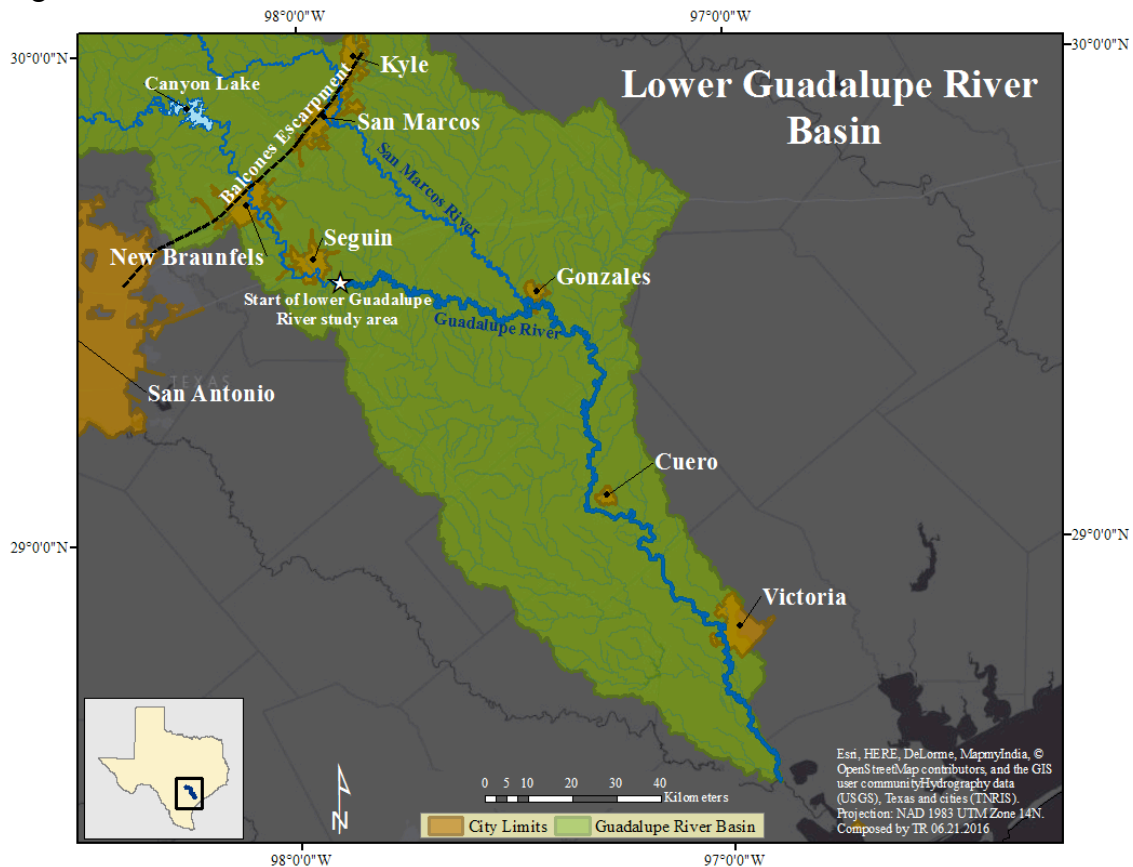 98°0'0"W
97°0'0"W
30°0'0"N
30°0'0"N
Lower Guadalupe River
Basin
Kyle
Canyon Lake
Balcones Escarpment
San Marcos
San Marcos River
New Braunfels
Seguin
Gonzales
Start of lower Guadalupe
River study area
Guadalupe River
TEXAS
San Antonio
Cuero
29°0'0"N
29°0'0"N
Victoria
Esri, HERE, DeLorme, MapmyIndia, ©
OpenStreetMap contributors, and the GIS
user communityHydrography data
(USGS), Texas and cities (TNRIS).
Projection: NAD 1983 UTM Zone 14N.
Composed by TR 06.21.2016
0 5 10 20 30 40
Kilometers
N
City Limits
Guadalupe River Basin
98°0'0"W
97°0'0"W